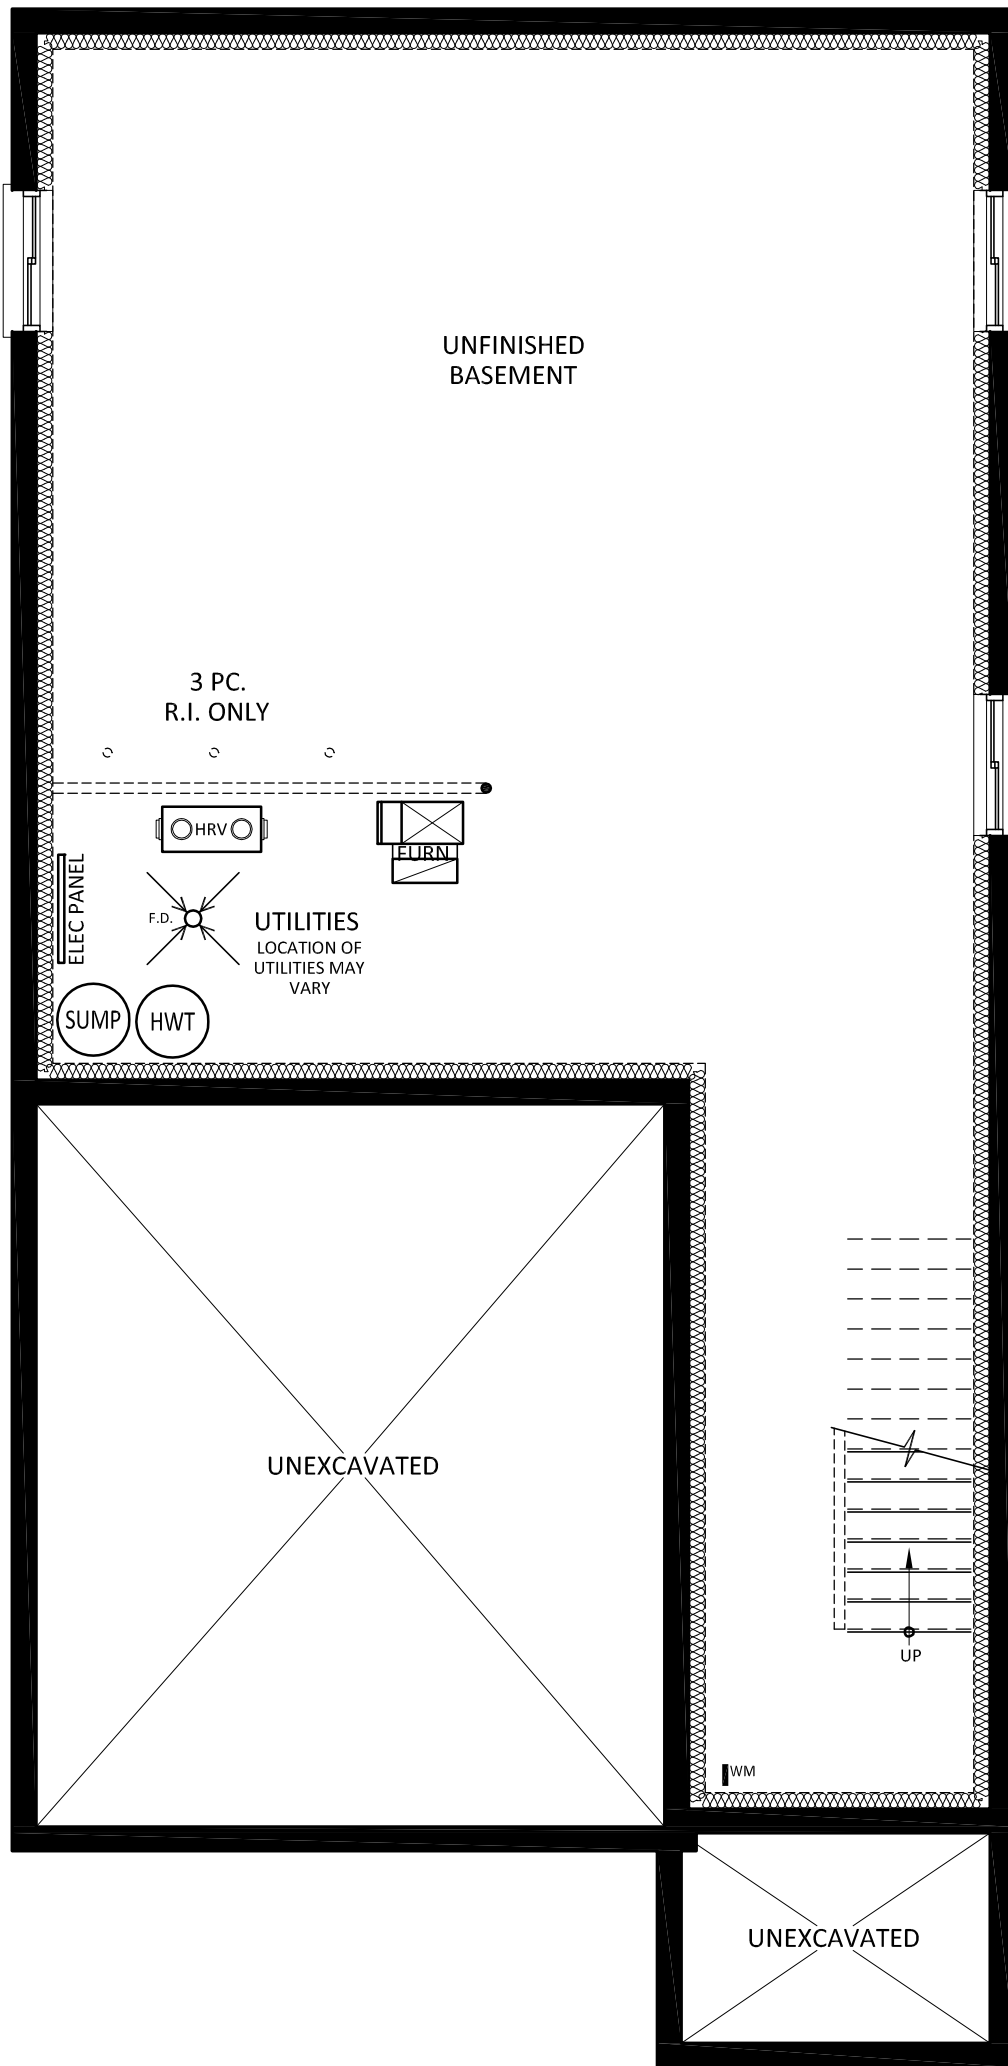 UNFINISHED
BASEMENT
3 PC.
R.I. ONLY
HRV
FURN
ELEC PANEL
F.D.
UTILITIES
LOCATION OF
UTILITIES MAY
VARY
SUMP
HWT
UNEXCAVATED
UP
WM
UNEXCAVATED